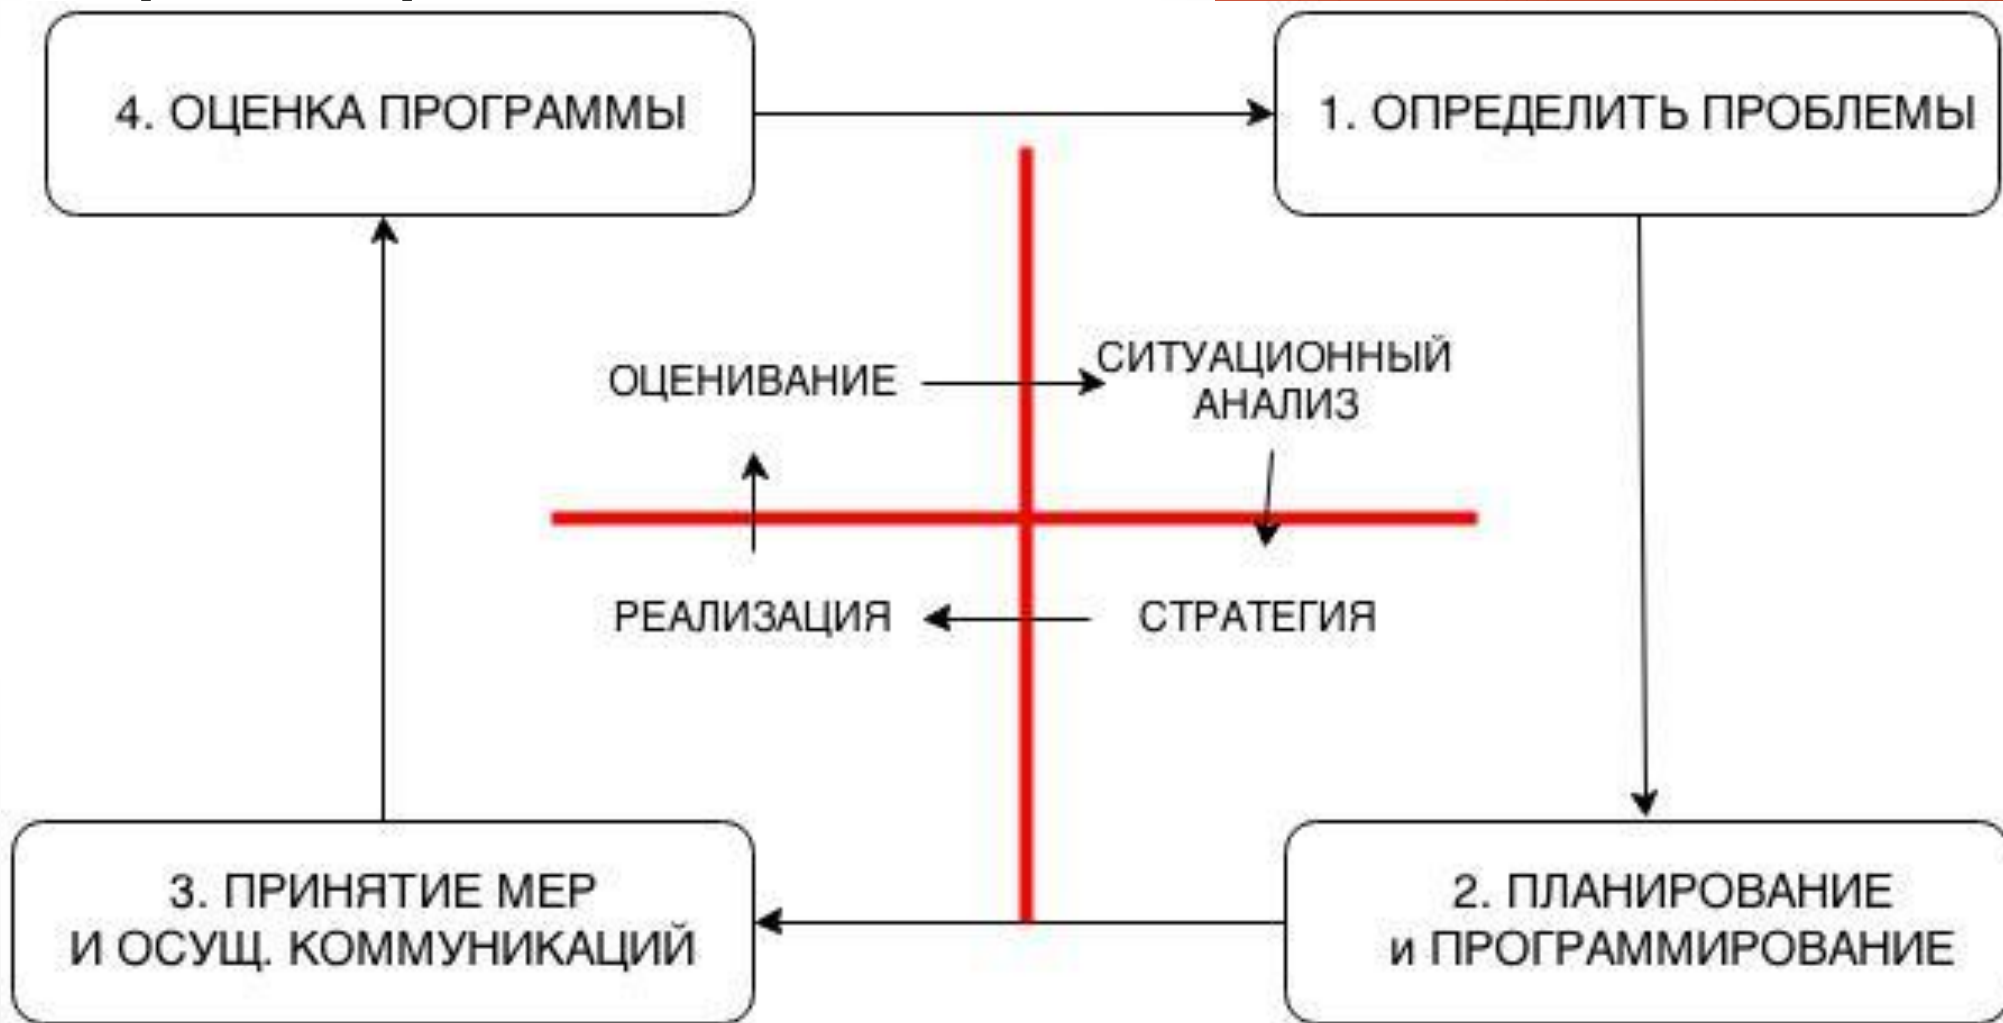 4. ОЦЕНКА ПРОГРАММЫ
1. ОПРЕДЕЛИТЬ ПРОБЛЕМЫ
ОЦЕНИВАНИЕ
СИТУАЦИОННЫЙ
АНАЛИЗ
РЕАЛИЗАЦИЯ
СТРАТЕГИЯ
3. ПРИНЯТИЕ МЕР
И ОСУЩ. КОММУНИКАЦИЙ
2. ПЛАНИРОВАНИЕ
и ПРОГРАММИРОВАНИЕ